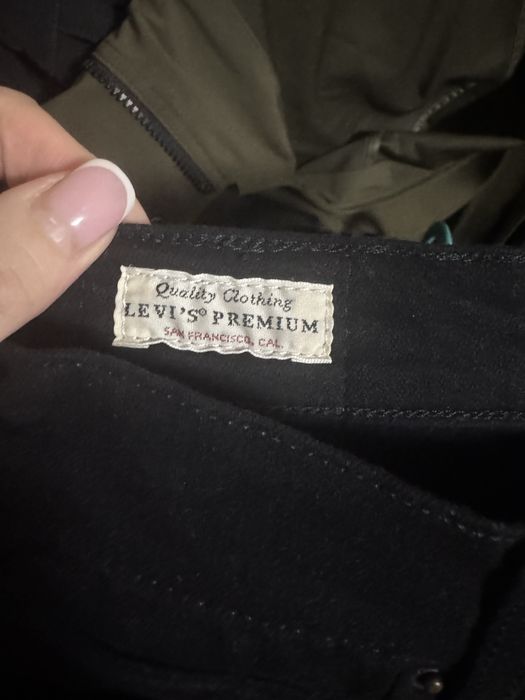 Quality Clothing
LEVI'S® PREMIUM
SAN FRANCISCO, CAL.